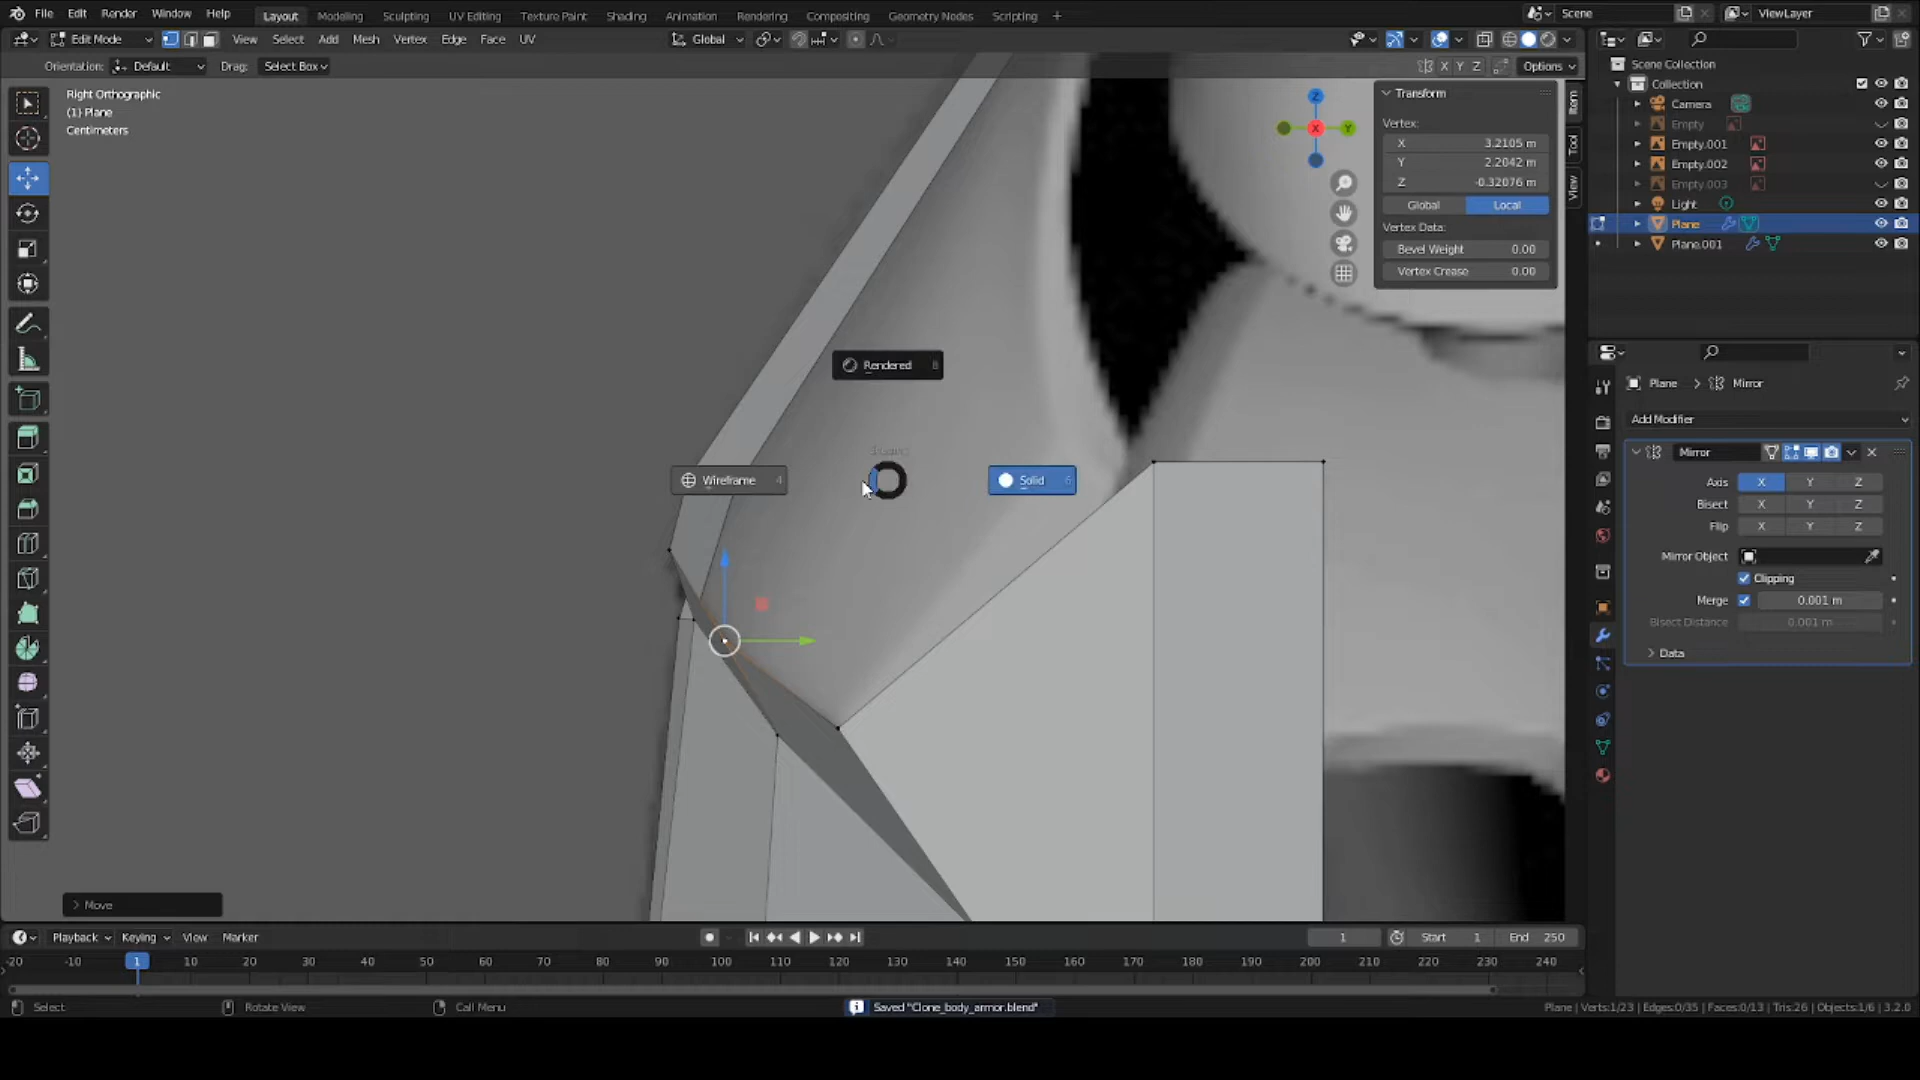 File Edit Render Window Help Layout Modeling Sculpting UV Editing Texture Paint Shading Animation Rendering Compositing Geometry Nodes Scripting + Scene ViewLayer
Edit Mode View Select Add Mesh Vertex Edge Face UV Global
Orientation: Default Drag: Select Box X Y Z Options
Right Orthographic
(1) Plane
Centimeters
Z
X
Y
Transform
Vertex:
X 3.2105 m
Y 2.2042 m
Z -0.32076 m
Global Local
Vertex Data:
Bevel Weight 0.00
Vertex Crease 0.00
Item
Tool
View
Rendered 8
Wireframe 4
Solid 6
Move
Scene Collection
Collection
Camera
Empty
Empty.001
Empty.002
Empty.003
Light
Plane
Plane.001
Plane > Mirror
Add Modifier
Mirror
Axis X Y Z
Bisect X Y Z
Flip X Y Z
Mirror Object
Clipping
Merge 0.001 m
Bisect Distance 0.001 m
Data
Playback Keying View Marker 1 Start 1 End 250
-20 -10 1 10 20 30 40 50 60 70 80 90 100 110 120 130 140 150 160 170 180 190 200 210 220 230 240
Select Rotate View Call Menu Saved "Clone_body_armor.blend" Plane | Verts:1/23 | Edges:0/35 | Faces:0/13 | Tris:26 | Objects:1/6 | 3.2.0